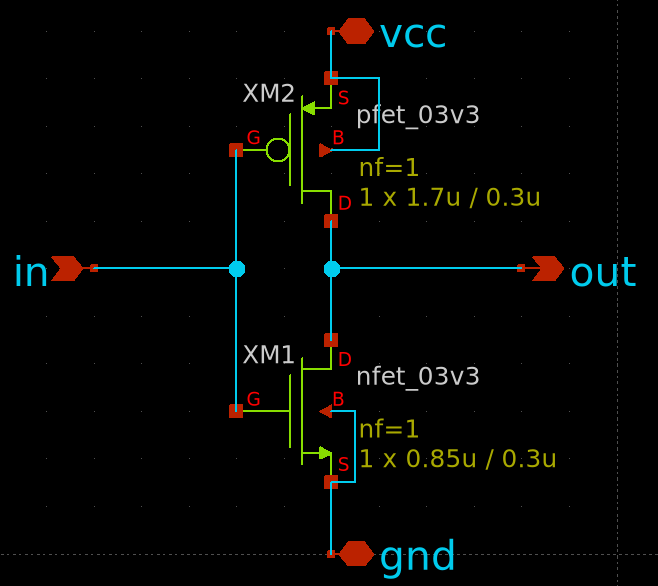 vcc
XM2
S
pfet_03v3
G
B
nf=1
1 x 1.7u / 0.3u
D
in
out
XM1
D
nfet_03v3
G
B
nf=1
1 x 0.85u / 0.3u
S
gnd